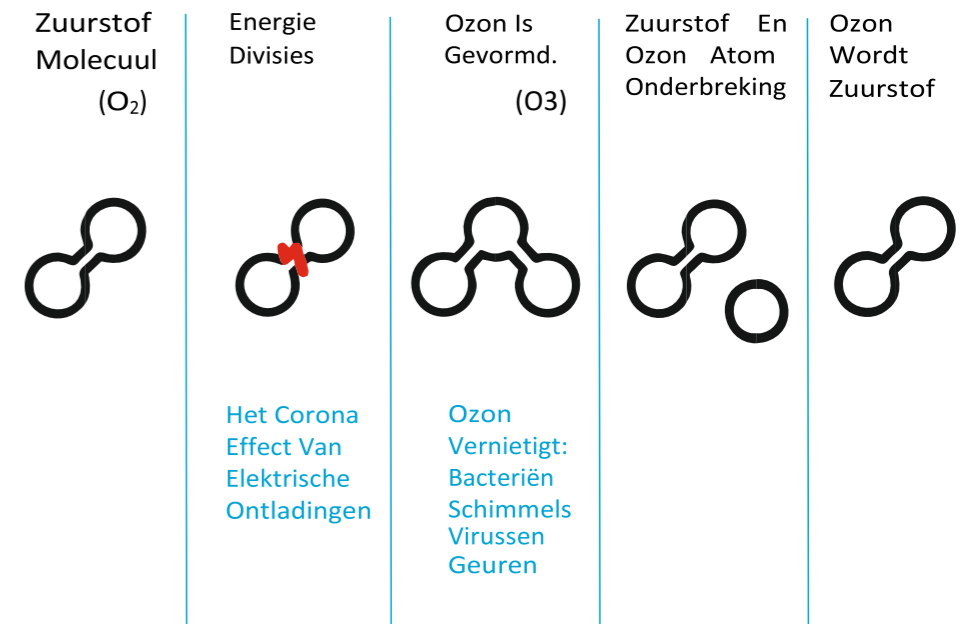 Zuurstof
Molecuul
(O₂)
Energie
Divisies
Ozon Is
Gevormd.
(O3)
Zuurstof En
Ozon Atom
Onderbreking
Ozon
Wordt
Zuurstof
Het Corona
Effect Van
Elektrische
Ontladingen
Ozon
Vernietigt:
Bacteriën
Schimmels
Virussen
Geuren